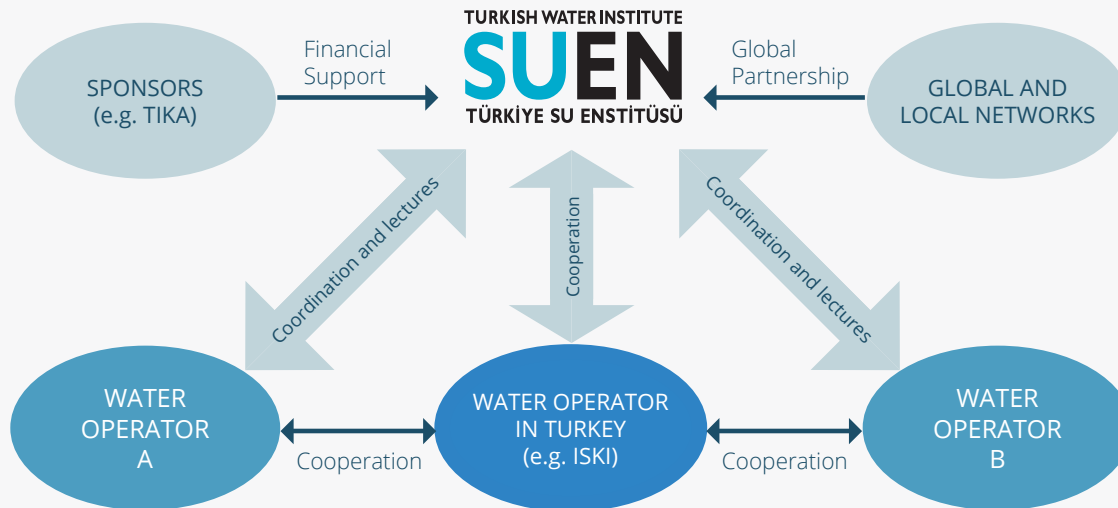 TURKISH WATER INSTITUTE
SUEN
TÜRKİYE SU ENSTİTÜSÜ
SPONSORS
(e.g. TIKA)
Financial
Support
Global
Partnership
GLOBAL AND
LOCAL NETWORKS
Coordination and lectures
Cooperation
Coordination and lectures
WATER
OPERATOR
A
Cooperation
WATER OPERATOR
IN TURKEY
(e.g. ISKI)
Cooperation
WATER
OPERATOR
B